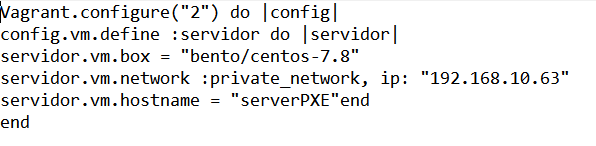 Vagrant.configure("2") do |config|
config.vm.define :servidor do |servidor|
servidor.vm.box = "bento/centos-7.8"
servidor.vm.network :private_network, ip: "192.168.10.63"
servidor.vm.hostname = "serverPXE"end
end